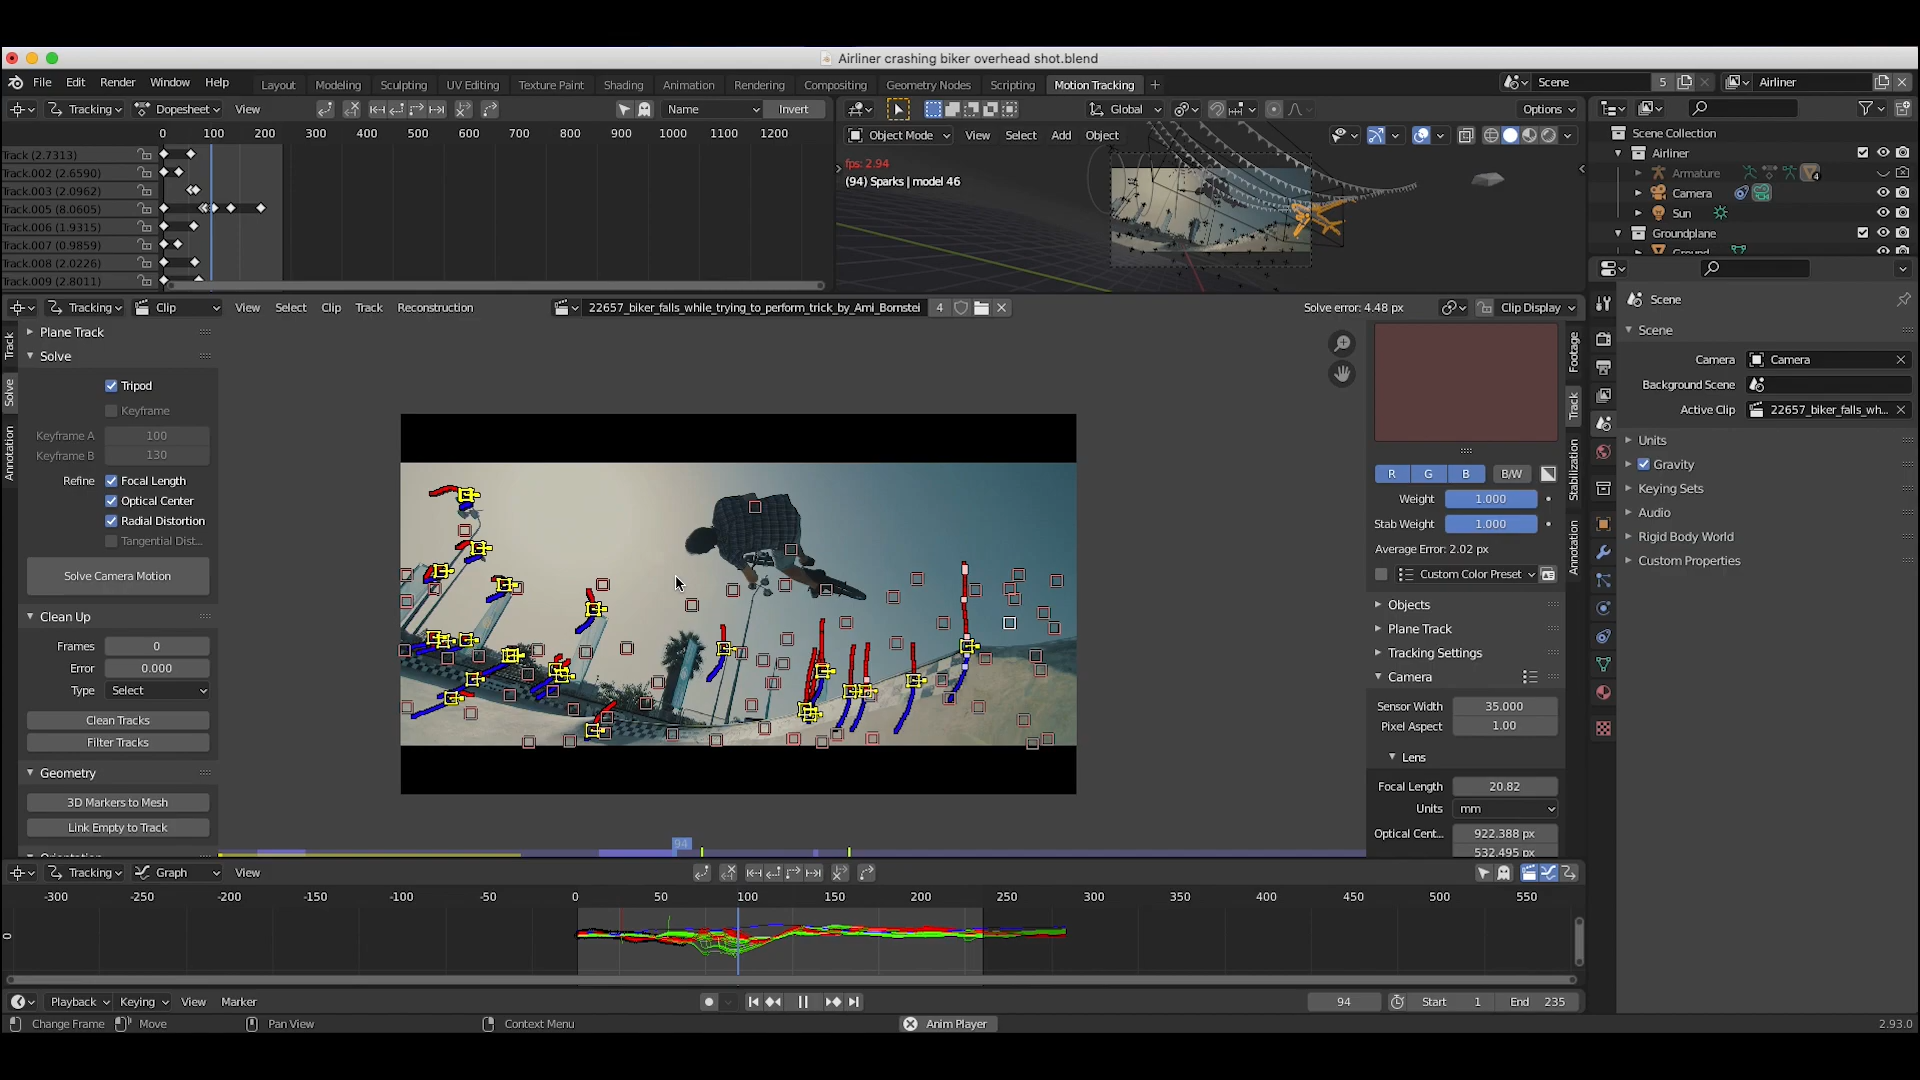 Airliner crashing biker overhead shot.blend
File Edit Render Window Help Layout Modeling Sculpting UV Editing Texture Paint Shading Animation Rendering Compositing Geometry Nodes Scripting Motion Tracking + Scene 5 Airliner
Tracking Dopesheet View Name Invert Global Options
0 100 200 300 400 500 600 700 800 900 1000 1100 1200
Object Mode View Select Add Object
Scene Collection
Airliner
Armature 4
Camera
Sun
Groundplane
Ground
Track (2.7313)
Track.002 (2.6590)
Track.003 (2.0962)
Track.005 (8.0605)
Track.006 (1.9315)
Track.007 (0.9859)
Track.008 (2.0226)
Track.009 (2.8011)
fps: 2.94
(94) Sparks | model 46
Tracking Clip View Select Clip Track Reconstruction 22657_biker_falls_while_trying_to_perform_trick_by_Ami_Bornstei 4 Solve error: 4.48 px Clip Display
Track
Solve
Annotation
Plane Track
Solve
Tripod
Keyframe
Keyframe A 100
Keyframe B 130
Refine Focal Length
Optical Center
Radial Distortion
Tangential Dist...
Solve Camera Motion
Clean Up
Frames 0
Error 0.000
Type Select
Clean Tracks
Filter Tracks
Geometry
3D Markers to Mesh
Link Empty to Track
94
Footage
Track
Stabilization
Annotation
R G B B/W
Weight 1.000
Stab Weight 1.000
Average Error: 2.02 px
Custom Color Preset
Objects
Plane Track
Tracking Settings
Camera
Sensor Width 35.000
Pixel Aspect 1.00
Lens
Focal Length 20.82
Units mm
Optical Cent... 922.388 px
532.495 px
Scene
Scene
Camera Camera
Background Scene
Active Clip 22657_biker_falls_wh...
Units
Gravity
Keying Sets
Audio
Rigid Body World
Custom Properties
Tracking Graph View
-300 -250 -200 -150 -100 -50 0 50 100 150 200 250 300 350 400 450 500 550
0
Playback Keying View Marker 94 Start 1 End 235
Change Frame Move Pan View Context Menu Anim Player 2.93.0